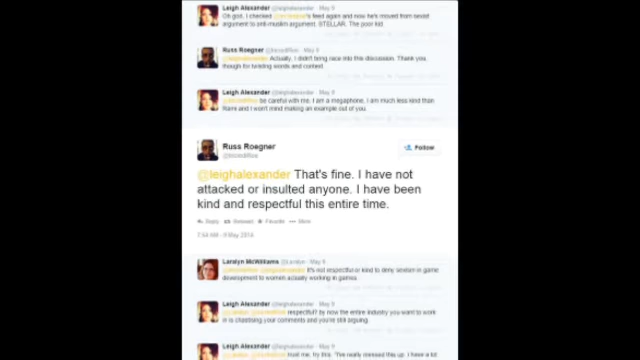 Leigh Alexander @leighalexander · May 9
Oh god, I checked feed again and now he's moved from sexist
argument to anti-muslim argument. STELLAR. The poor kid
Russ Roegner May 9
@leighalexander Actually, I didn't bring race into this discussion. Thank you,
though for twisting words and context
Leigh Alexander @leighalexander · May 9
be careful with me. I am a megaphone, I am much less kind than
Rami and I won't mind making an example out of you.
Russ Roegner
Follow
@leighalexander That's fine. I have not
attacked or insulted anyone. I have been
kind and respectful this entire time.
Reply Retweet Favorite More
7:54 AM - 9 May 2014
Laralyn McWilliams May 9
It's not respectful or kind to deny sexism in game
development to women actually working in games.
Leigh Alexander @leighalexander · May 9
respectful? by now the entire industry you want to work
in is chastising your comments and you're still arguing.
Leigh Alexander @leighalexander · May 9
trust me, try this: "I've really messed this up. I have a lot